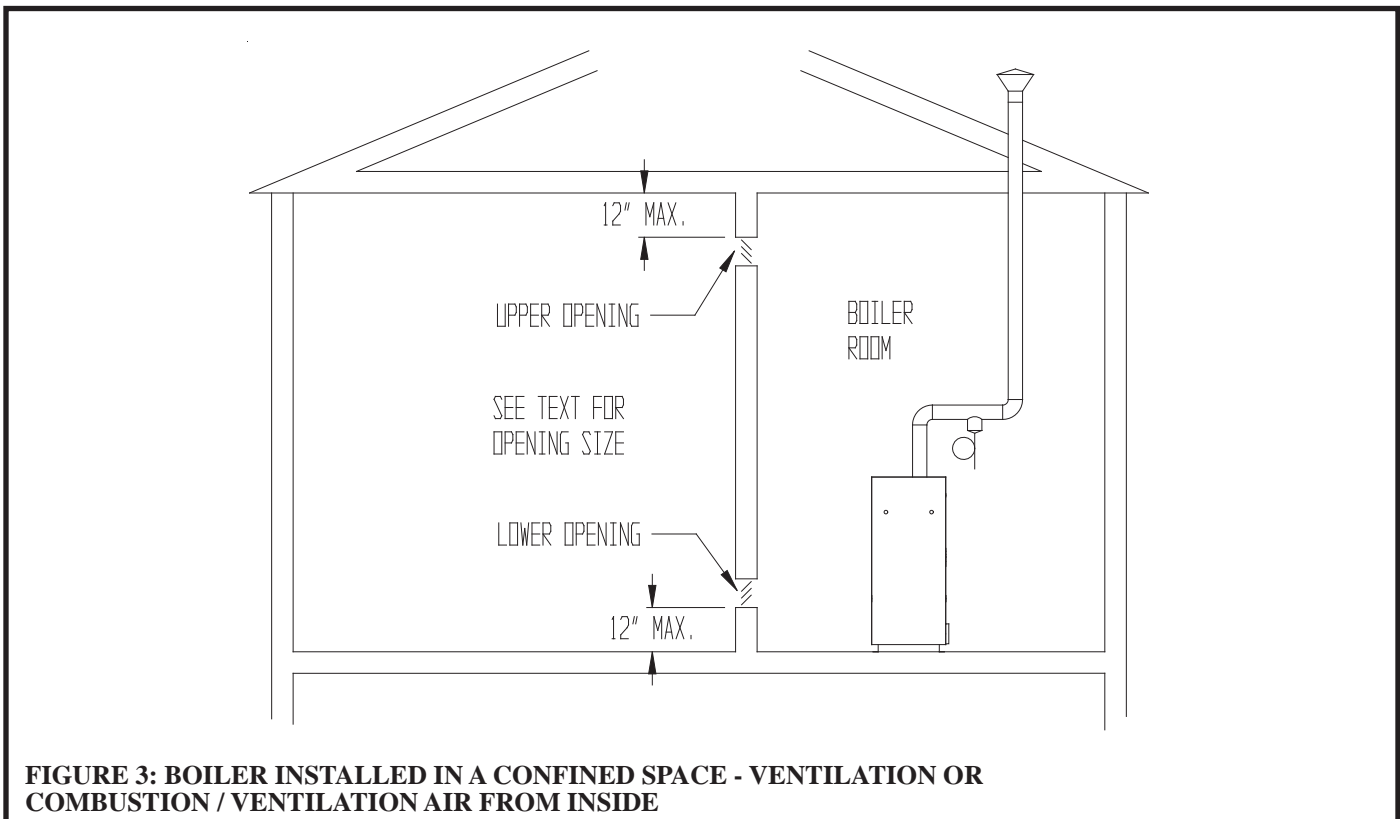 12" MAX.
UPPER OPENING
BOILER
ROOM
SEE TEXT FOR
OPENING SIZE
LOWER OPENING
12" MAX.
FIGURE 3: BOILER INSTALLED IN A CONFINED SPACE - VENTILATION OR
COMBUSTION / VENTILATION AIR FROM INSIDE